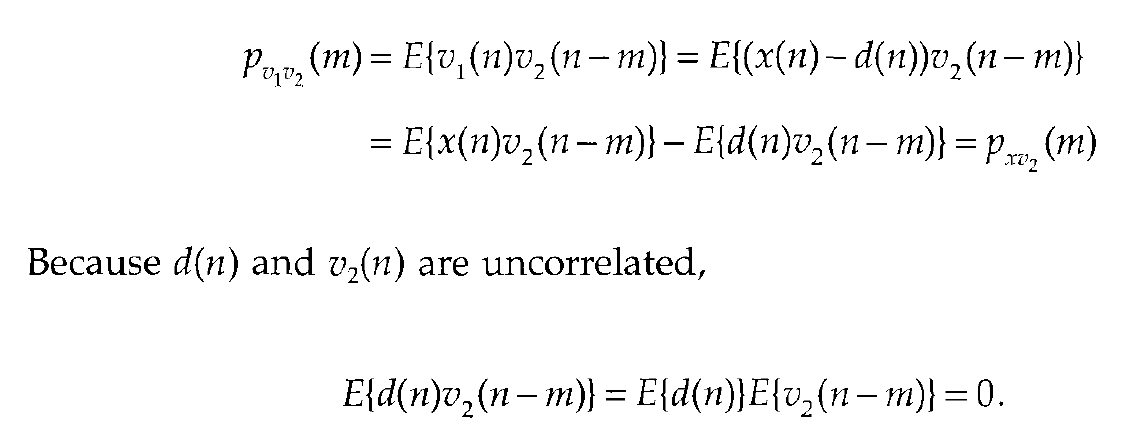 p_{v_1v_2}(m) = E{v_1(n)v_2(n − m)} = E{(x(n) − d(n))v_2(n − m)}
= E{x(n)v_2(n − m)} − E{d(n)v_2(n − m)} = p_{xv_2}(m)
Because d(n) and v_2(n) are uncorrelated,
E{d(n)v_2(n − m)} = E{d(n)}E{v_2(n − m)} = 0.